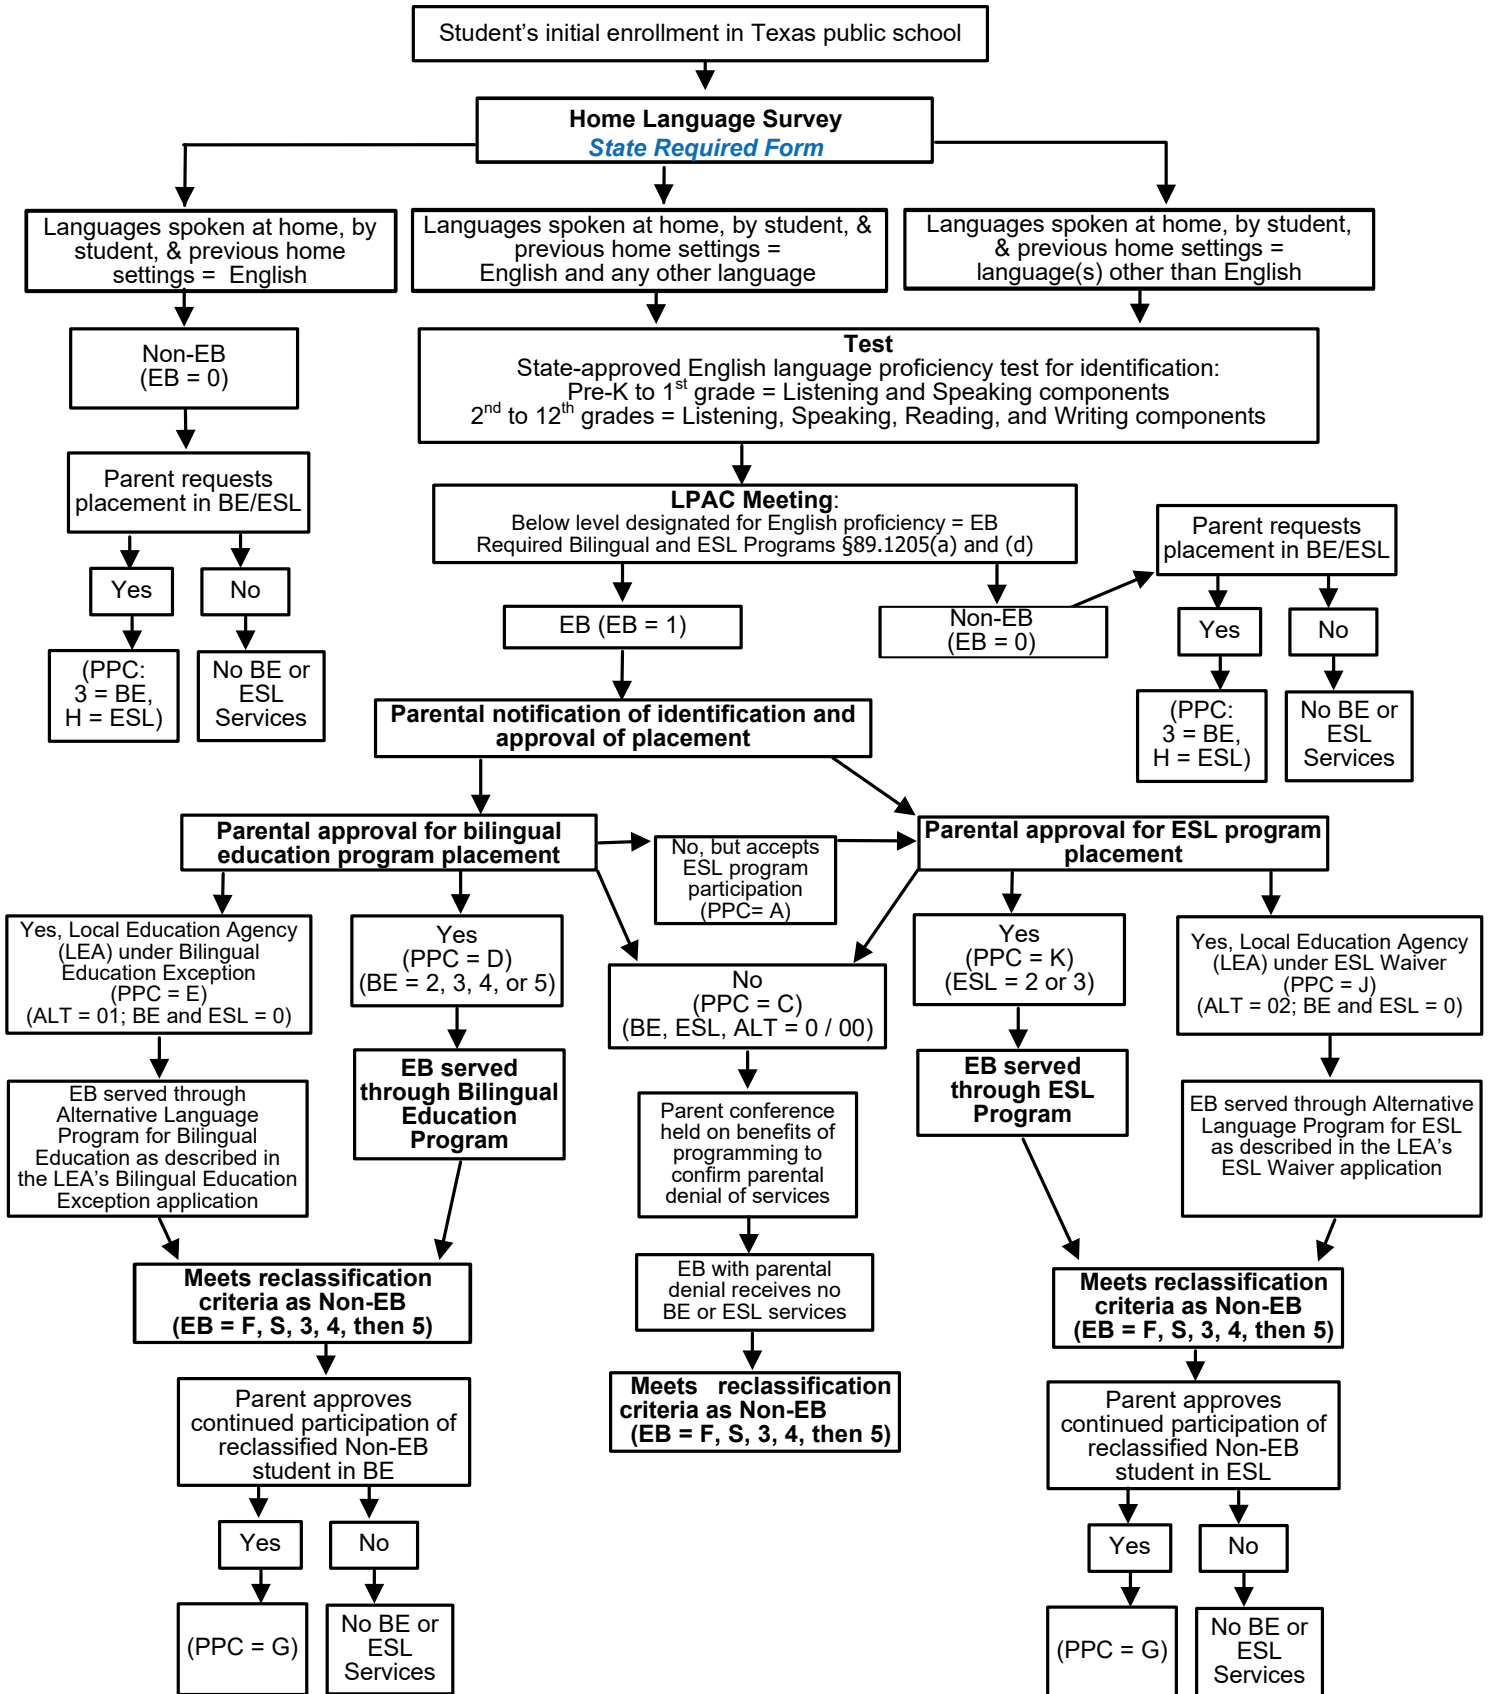 Student’s initial enrollment in Texas public school
Home Language Survey
State Required Form
Languages spoken at home, by
student, & previous home
settings = English
Languages spoken at home, by student, &
previous home settings =
English and any other language
Languages spoken at home, by student,
& previous home settings =
language(s) other than English
Non-EB
(EB = 0)
Test
State-approved English language proficiency test for identification:
Pre-K to 1st grade = Listening and Speaking components
2nd to 12th grades = Listening, Speaking, Reading, and Writing components
Parent requests
placement in BE/ESL
Yes
No
(PPC:
3 = BE,
H = ESL)
No BE or
ESL
Services
LPAC Meeting:
Below level designated for English proficiency = EB
Required Bilingual and ESL Programs §89.1205(a) and (d)
EB (EB = 1)
Non-EB
(EB = 0)
Parent requests
placement in BE/ESL
Yes
No
(PPC:
3 = BE,
H = ESL)
No BE or
ESL
Services
Parental notification of identification and
approval of placement
Parental approval for bilingual
education program placement
No, but accepts
ESL program
participation
(PPC= A)
Parental approval for ESL program
placement
Yes, Local Education Agency
(LEA) under Bilingual
Education Exception
(PPC = E)
(ALT = 01; BE and ESL = 0)
Yes
(PPC = D)
(BE = 2, 3, 4, or 5)
No
(PPC = C)
(BE, ESL, ALT = 0 / 00)
Yes
(PPC = K)
(ESL = 2 or 3)
Yes, Local Education Agency
(LEA) under ESL Waiver
(PPC = J)
(ALT = 02; BE and ESL = 0)
EB served through
Alternative Language
Program for Bilingual
Education as described in
the LEA’s Bilingual Education
Exception application
EB served
through Bilingual
Education
Program
Parent conference
held on benefits of
programming to
confirm parental
denial of services
EB served
through ESL
Program
EB served through Alternative
Language Program for ESL
as described in the LEA’s
ESL Waiver application
Meets reclassification
criteria as Non-EB
(EB = F, S, 3, 4, then 5)
EB with parental
denial receives no
BE or ESL services
Meets reclassification
criteria as Non-EB
(EB = F, S, 3, 4, then 5)
Meets reclassification
criteria as Non-EB
(EB = F, S, 3, 4, then 5)
Parent approves
continued participation of
reclassified Non-EB
student in BE
Yes
No
(PPC = G)
No BE or
ESL
Services
Parent approves
continued participation of
reclassified Non-EB
student in ESL
Yes
No
(PPC = G)
No BE or
ESL
Services